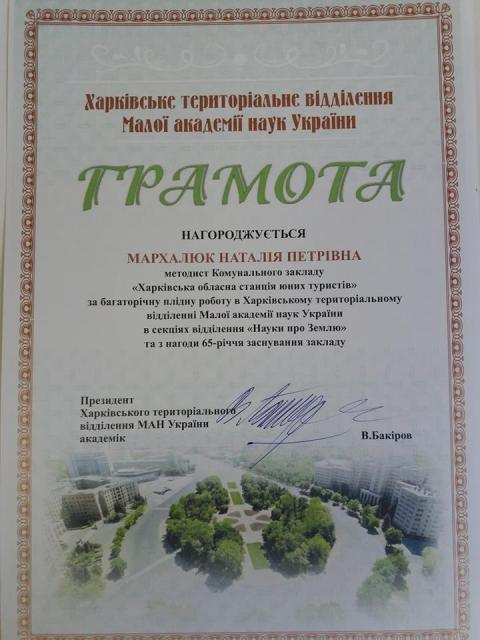 Харківське територіальне відділення
Малої академії наук України
ГРАМОТА
НАГОРОДЖУЄТЬСЯ
МАРХАЛЮК НАТАЛІЯ ПЕТРІВНА
методист Комунального закладу
«Харківська обласна станція юних туристів»
за багаторічну плідну роботу в Харківському територіальному
відділенні Малої академії наук України
в секціях відділення «Науки про Землю»
та з нагоди 65-річчя заснування закладу
Президент
Харківського територіального
відділення МАН України
академік В.Бакіров